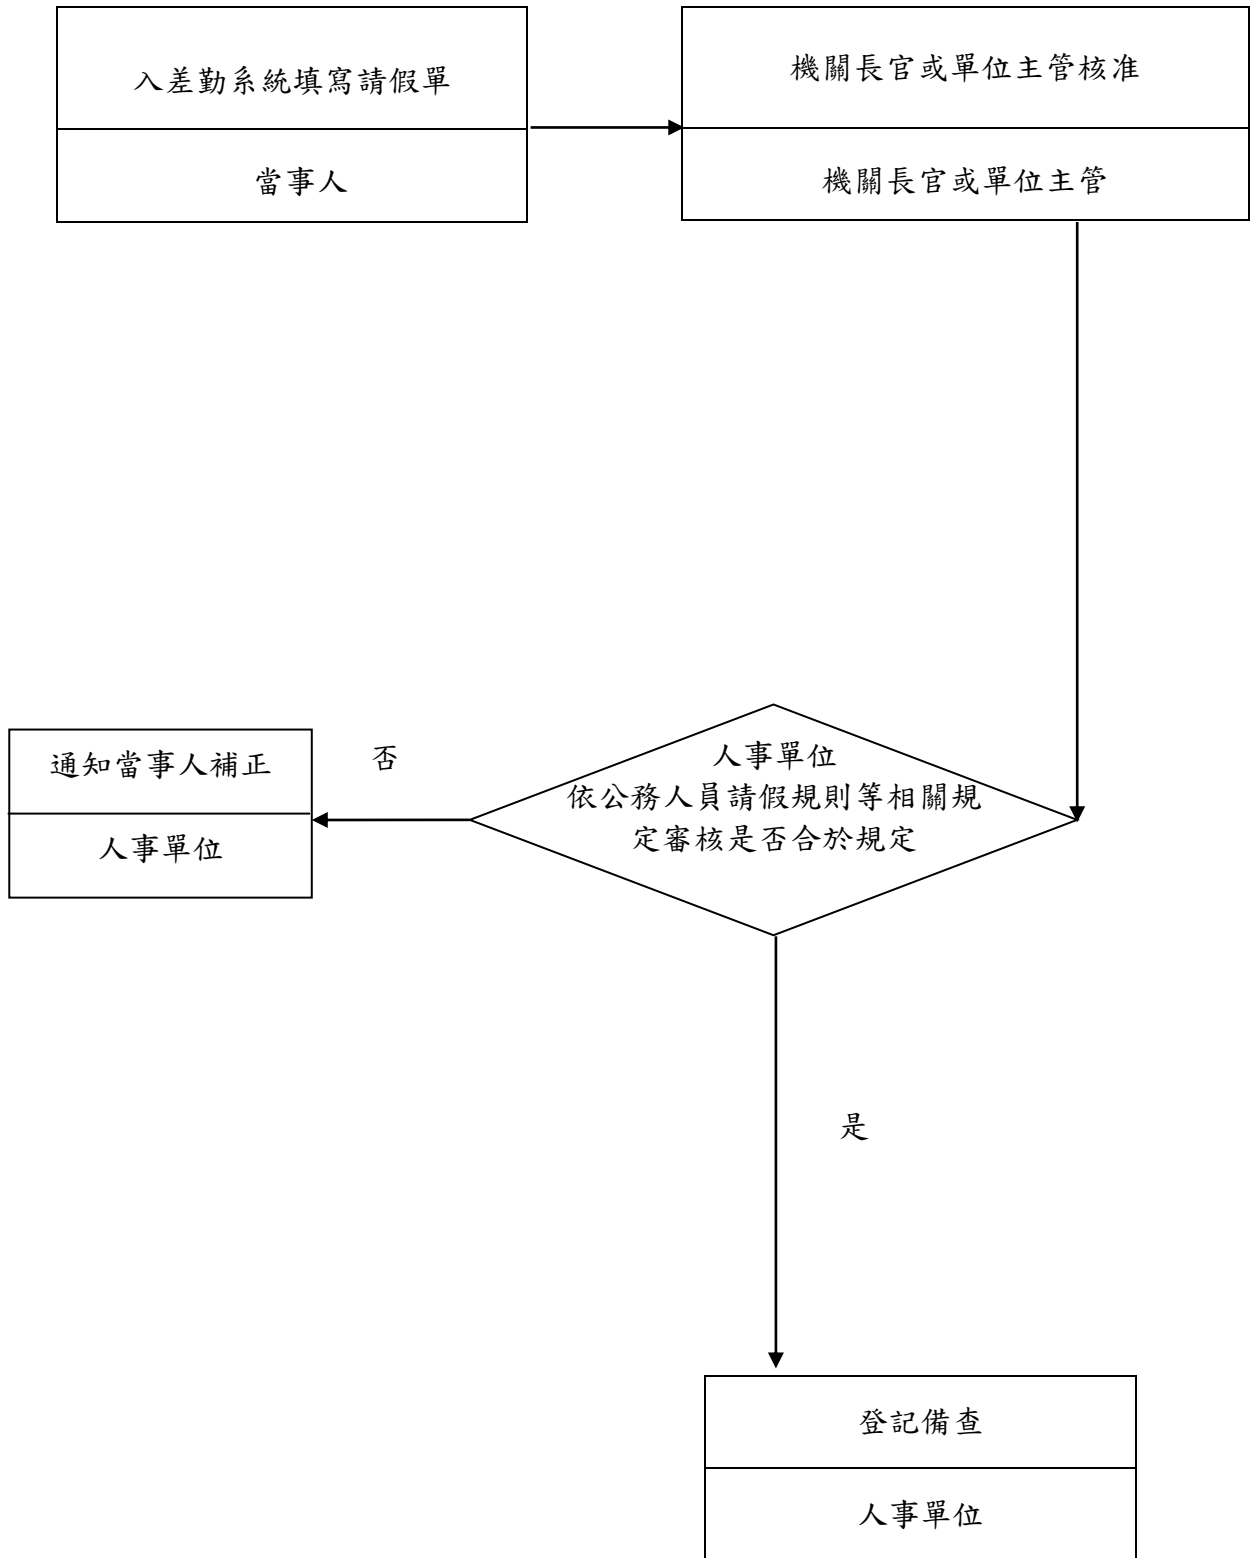 入差勤系統填寫請假單
當事人
機關長官或單位主管核准
機關長官或單位主管
人事單位
依公務人員請假規則等相關規
定審核是否合於規定
否
通知當事人補正
人事單位
是
登記備查
人事單位